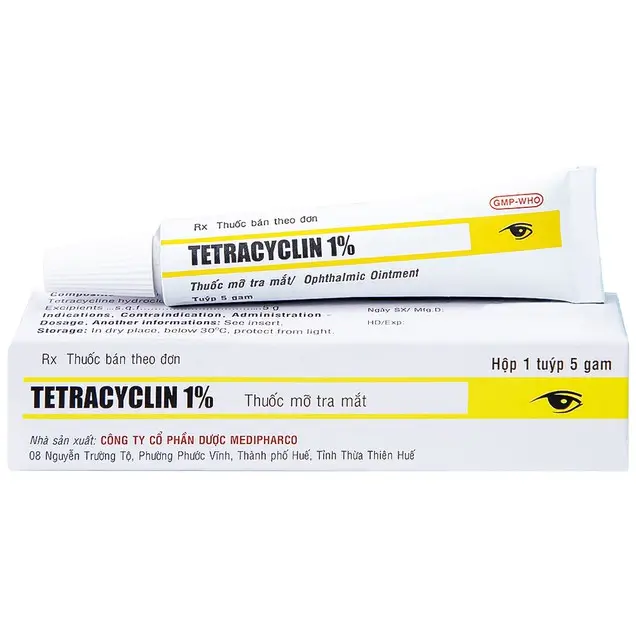 GMP-WHO
Rx Thuốc bán theo đơn
TETRACYCLIN 1%
Thuốc mỡ tra mắt/ Ophthalmic Ointment
Tuýp 5 gam
Tetracycline hydrochl
Excipients ...s.q.f..............................5 g
Indications, Contraindication, Administration -
Dosage, Another informations: See insert,
Storage: In dry place, below 30°C, protect from light.
Ngày SX/ Mfg.D:
HD/Exp:
Rx Thuốc bán theo đơn
Hộp 1 tuýp 5 gam
TETRACYCLIN 1% Thuốc mỡ tra mắt
Nhà sản xuất: CÔNG TY CỔ PHẦN DƯỢC MEDIPHARCO
08 Nguyễn Trường Tộ, Phường Phước Vĩnh, Thành phố Huế, Tỉnh Thừa Thiên Huế